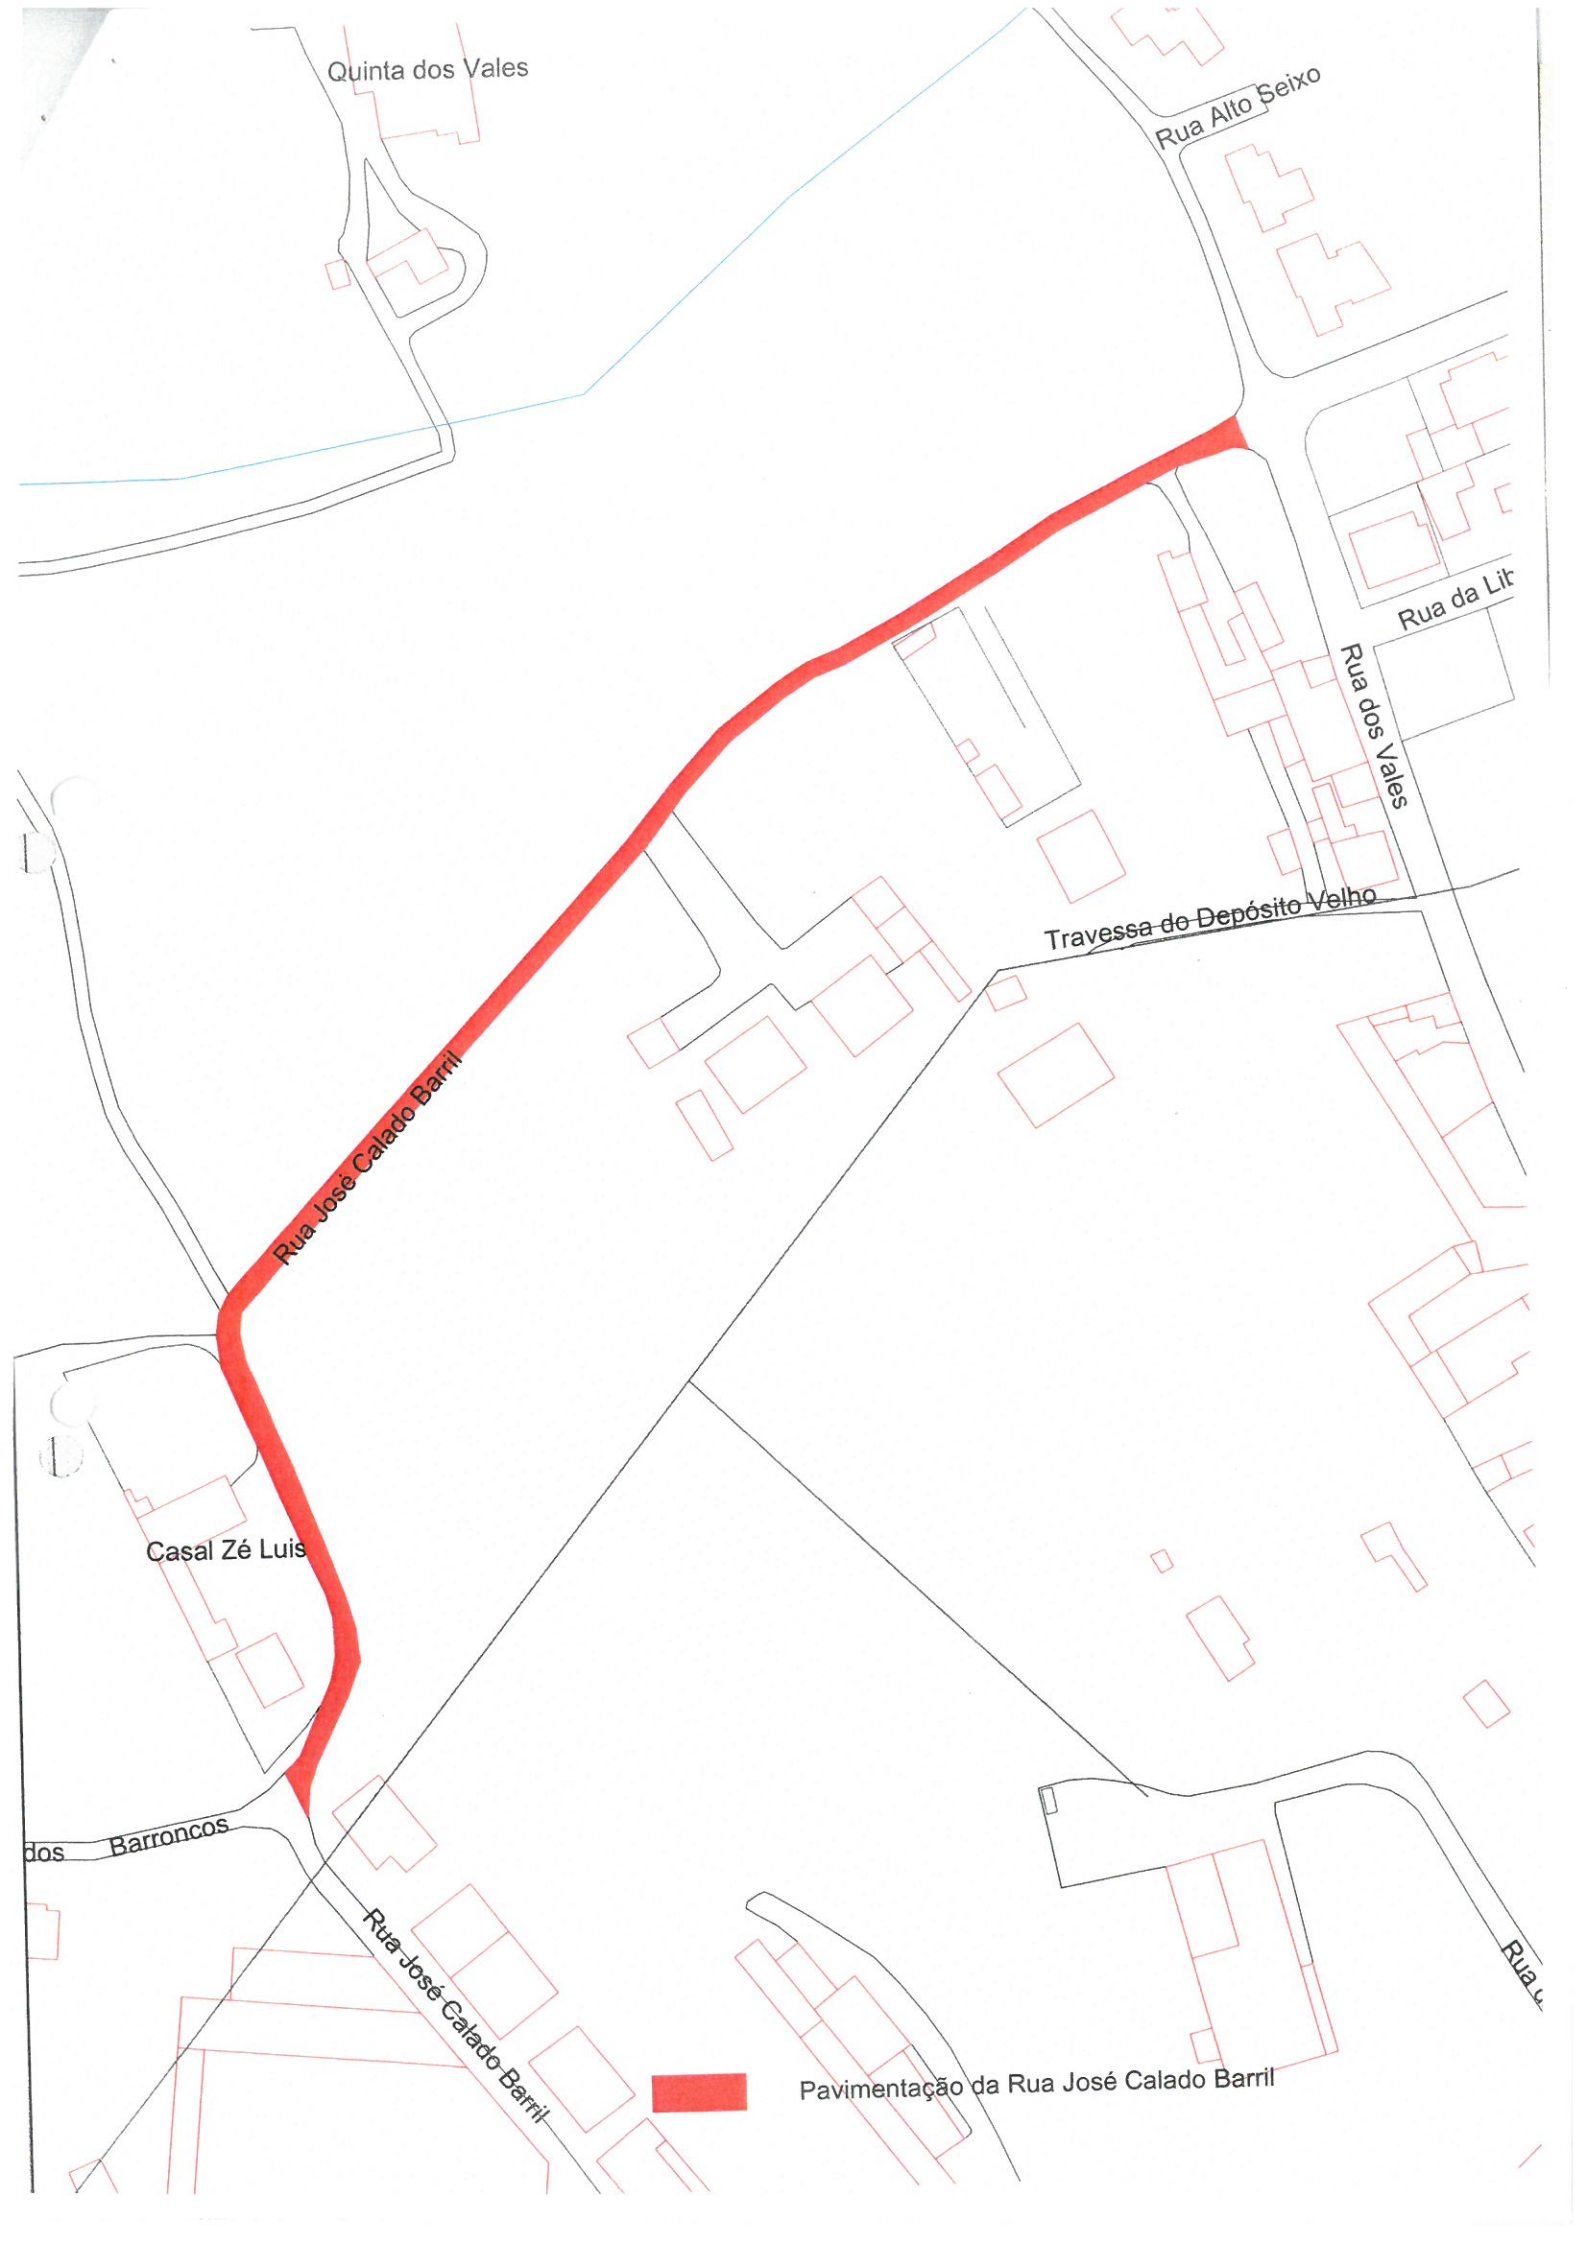 Quinta dos Vales
Rua Alto Seixo
Rua da Lib
Rua dos Vales
Travessa do Depósito Velho
Rua José Calado Barril
Casal Zé Luis
dos Barroncos
Rua José Calado Barril
Rua
Pavimentação da Rua José Calado Barril